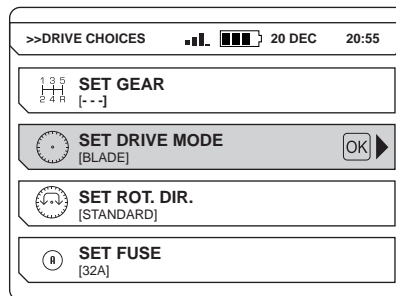 >>DRIVE CHOICES 20 DEC 20:55
1 3 5
2 4 R
SET GEAR
[- - -]
SET DRIVE MODE
[BLADE]
OK
SET ROT. DIR.
[STANDARD]
A
SET FUSE
[32A]